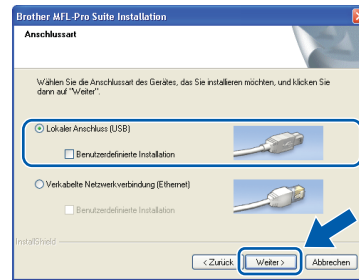 Brother MFL-Pro Suite Installation
Anschlussart
Wählen Sie die Anschlussart des Gerätes, das Sie installieren möchten, und klicken Sie
dann auf "Weiter".
Lokaler Anschluss (USB)
Benutzerdefinierte Installation
Verkabelte Netzwerkverbindung (Ethernet)
Benutzerdefinierte Installation
InstallShield
< Zurück Weiter > Abbrechen